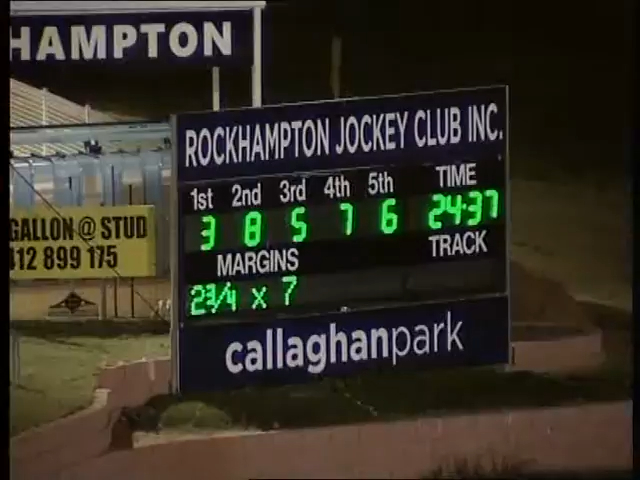 HAMPTON
ROCKHAMPTON JOCKEY CLUB INC.
1st 2nd 3rd 4th 5th TIME
3 8 5 7 6 24:37
MARGINS TRACK
2¾ x 7
GALLON @ STUD
412 899 175
callaghanpark